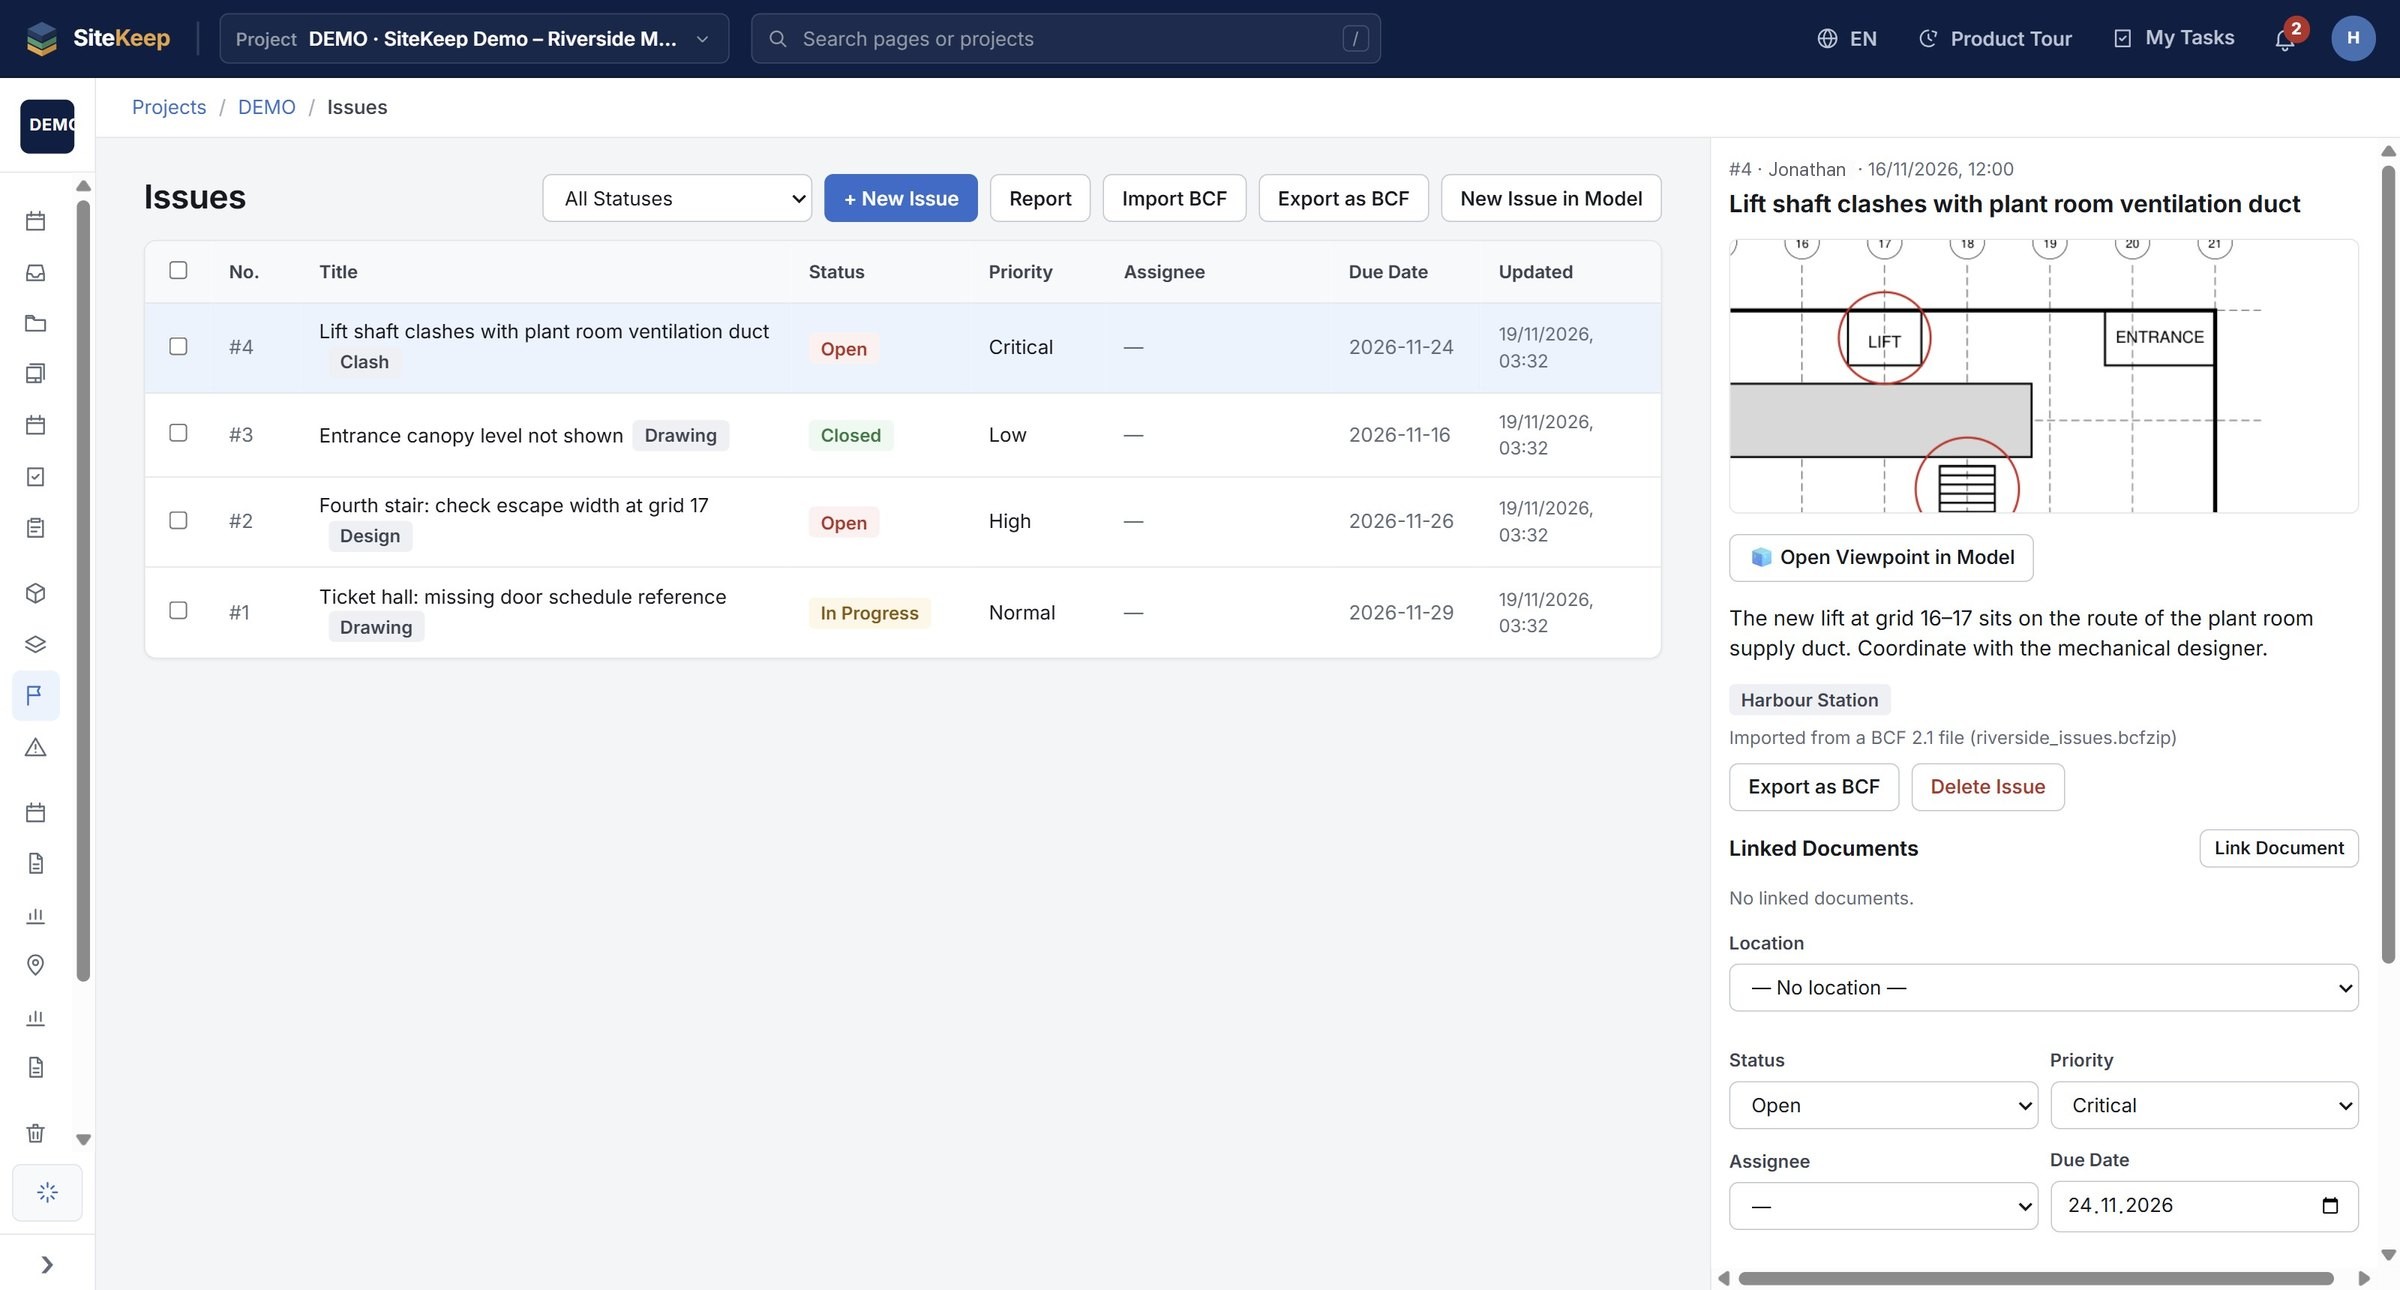 SiteKeep
Project DEMO · SiteKeep Demo – Riverside M...
Search pages or projects /
EN
Product Tour
My Tasks
2
H
DEMO
Projects / DEMO / Issues
Issues
All Statuses
+ New Issue
Report
Import BCF
Export as BCF
New Issue in Model
No. Title Status Priority Assignee Due Date Updated
#4 Lift shaft clashes with plant room ventilation duct Clash Open Critical — 2026-11-24 19/11/2026, 03:32
#3 Entrance canopy level not shown Drawing Closed Low — 2026-11-16 19/11/2026, 03:32
#2 Fourth stair: check escape width at grid 17 Design Open High — 2026-11-26 19/11/2026, 03:32
#1 Ticket hall: missing door schedule reference Drawing In Progress Normal — 2026-11-29 19/11/2026, 03:32
#4 · Jonathan · 16/11/2026, 12:00
Lift shaft clashes with plant room ventilation duct
16 17 18 19 20 21
LIFT
ENTRANCE
Open Viewpoint in Model
The new lift at grid 16–17 sits on the route of the plant room
supply duct. Coordinate with the mechanical designer.
Harbour Station
Imported from a BCF 2.1 file (riverside_issues.bcfzip)
Export as BCF
Delete Issue
Linked Documents
Link Document
No linked documents.
Location
— No location —
Status Priority
Open Critical
Assignee Due Date
— 24.11.2026